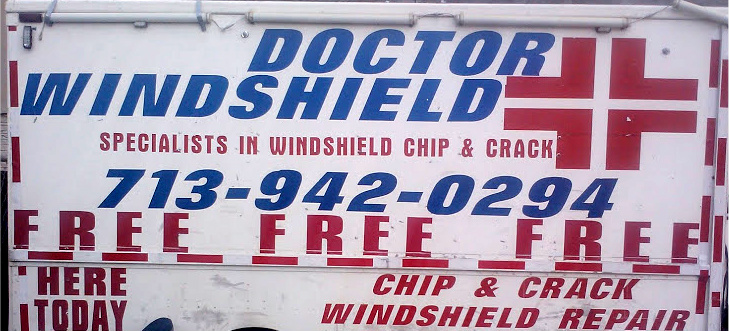 DOCTOR
WINDSHIELD
SPECIALISTS IN WINDSHIELD CHIP & CRACK
713-942-0294
FREE FREE FREE
HERE
TODAY
CHIP & CRACK
WINDSHIELD REPAIR